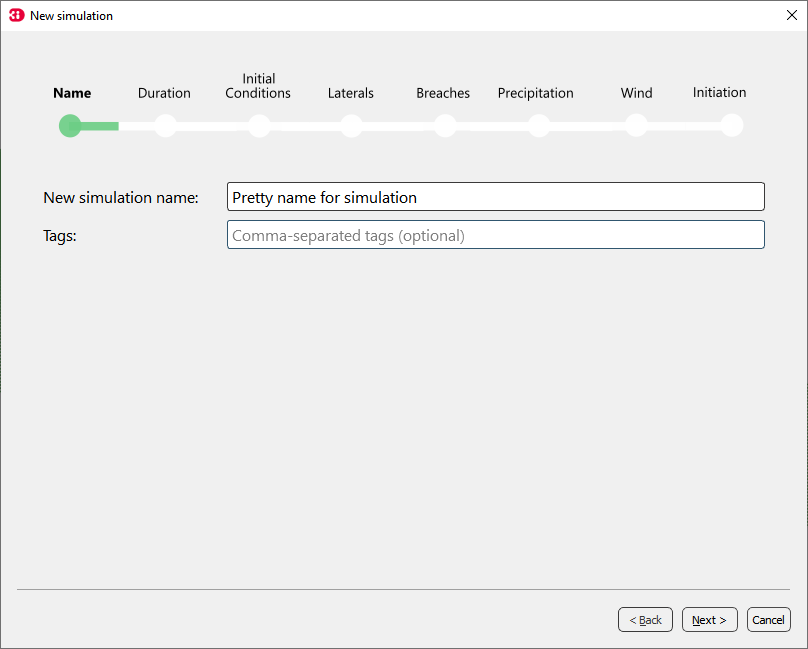 New simulation
Name
Duration
Initial
Conditions
Laterals
Breaches
Precipitation
Wind
Initiation
New simulation name:
Pretty name for simulation
Tags:
Comma-separated tags (optional)
< Back
Next >
Cancel